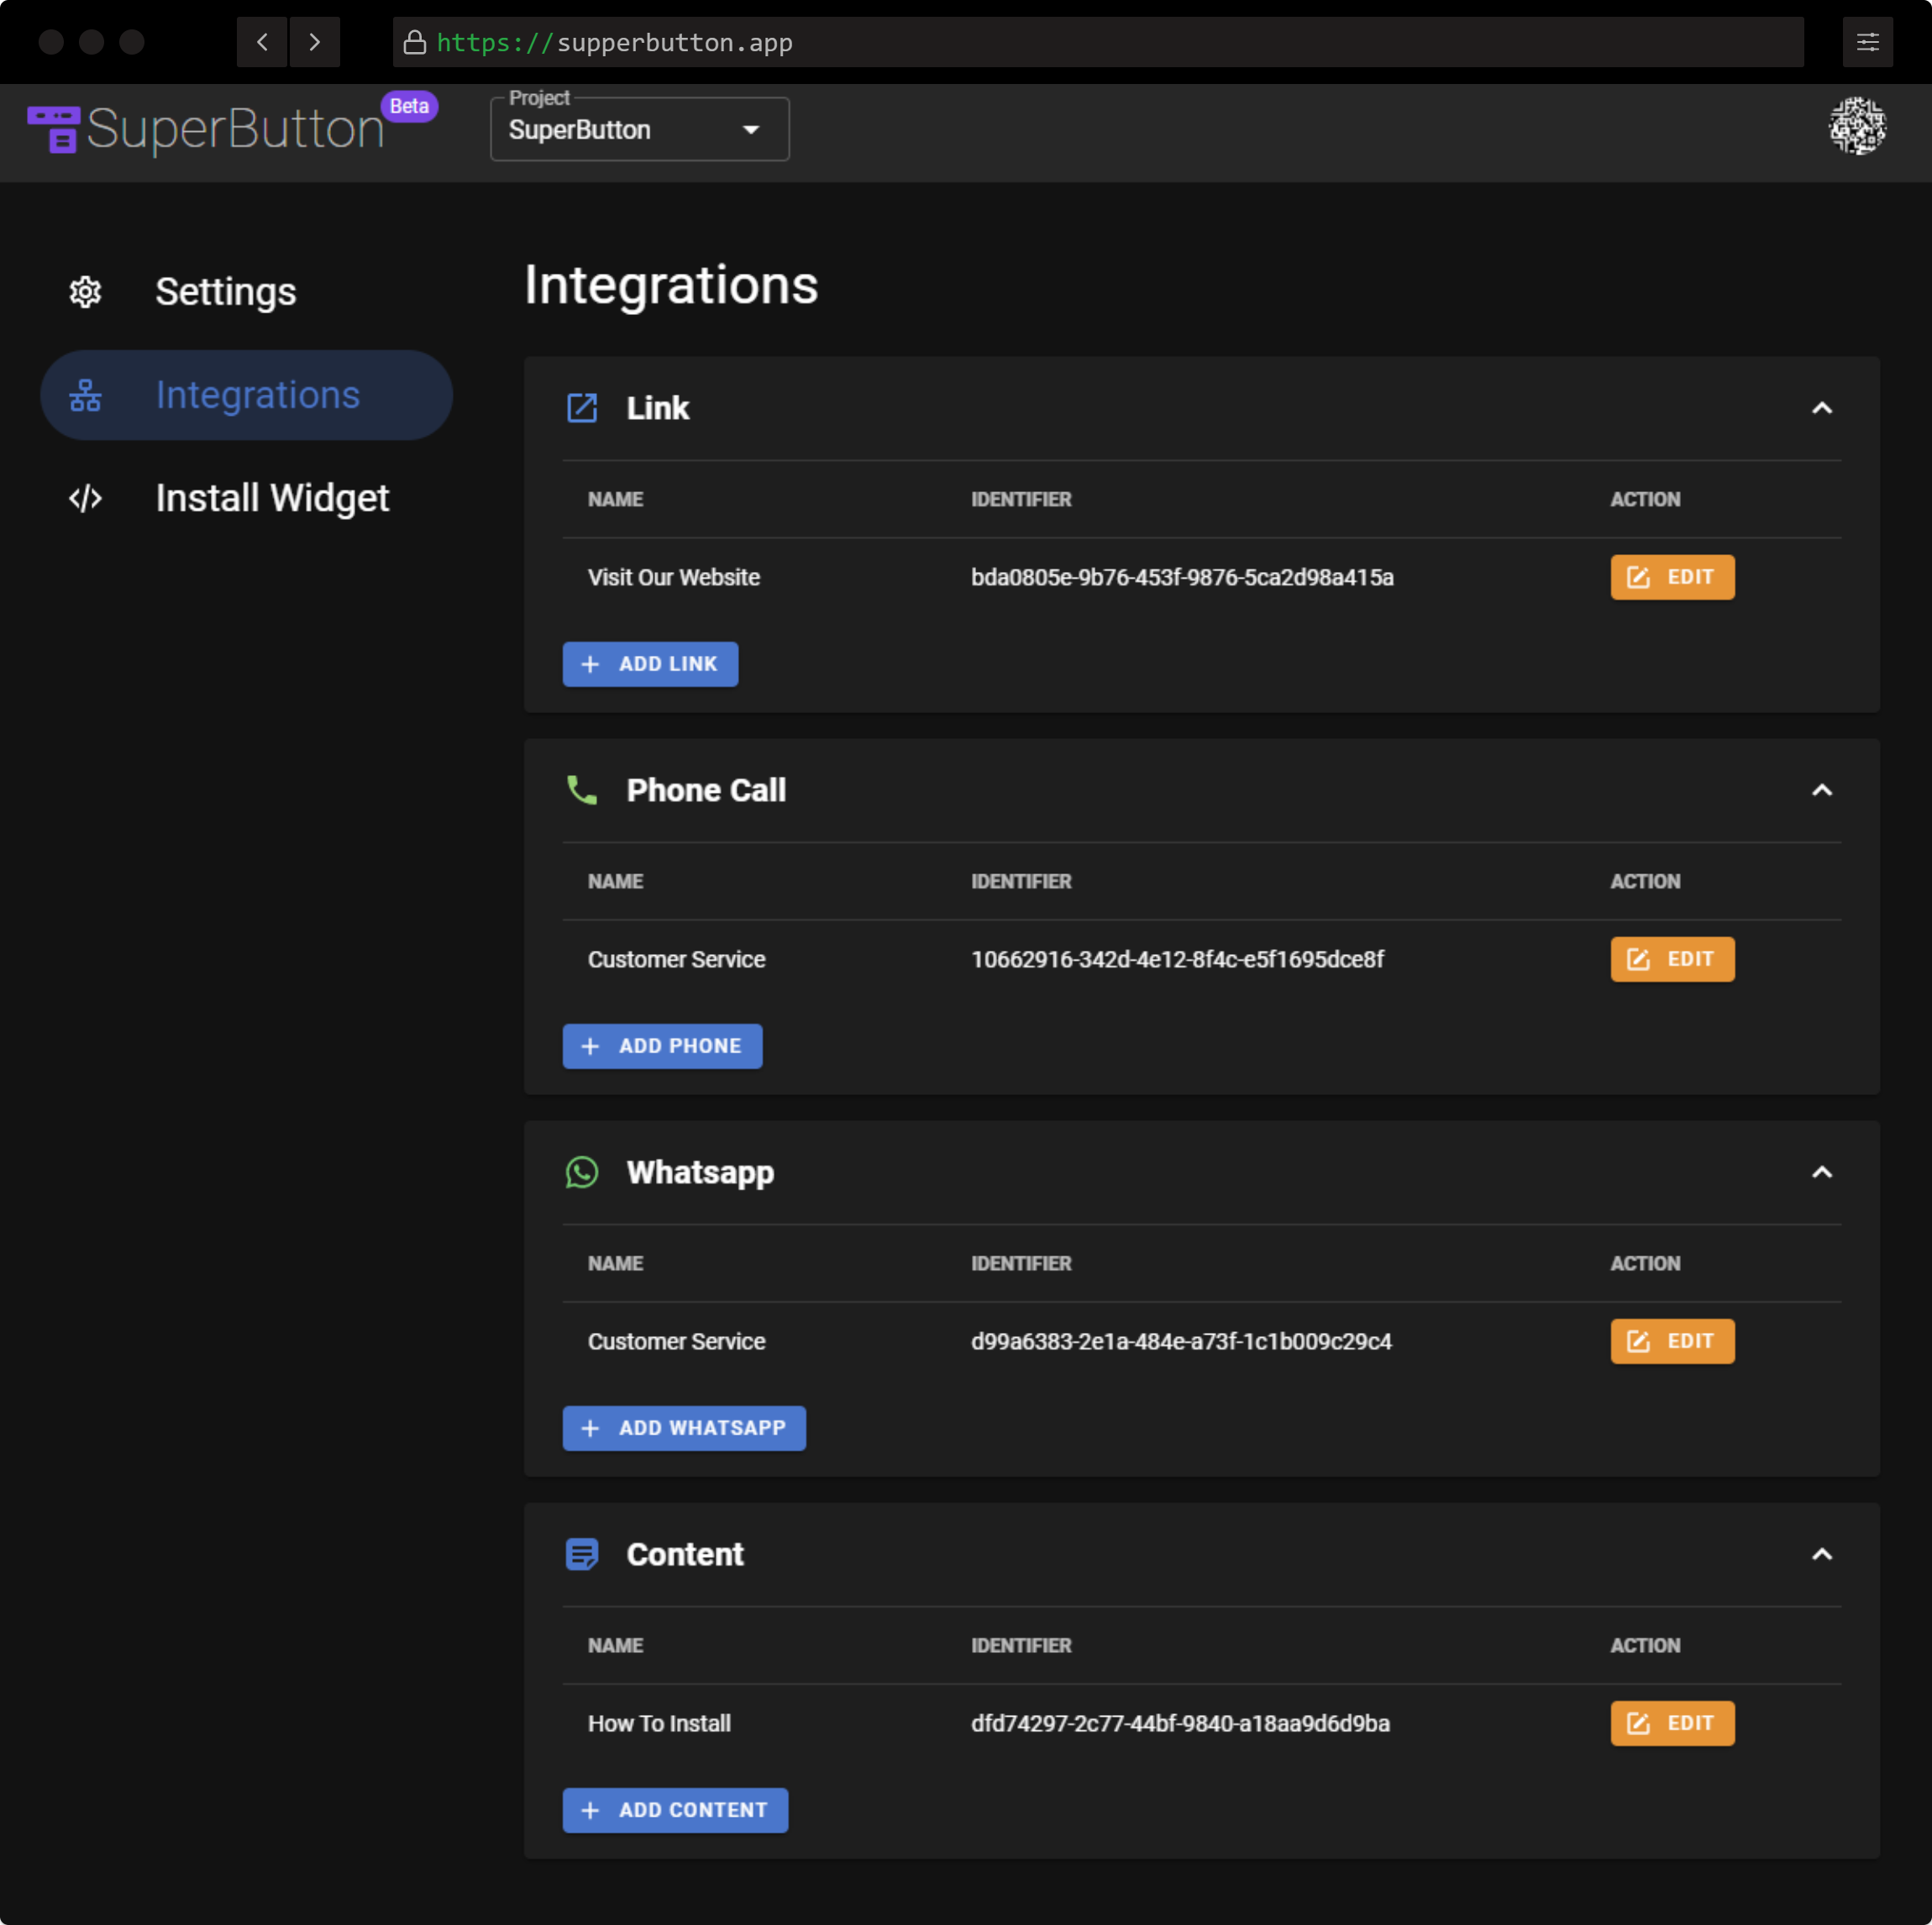 https://supperbutton.app
SuperButton Beta
Project
SuperButton
Settings
Integrations
Install Widget
Integrations
Link
NAME IDENTIFIER ACTION
Visit Our Website bda0805e-9b76-453f-9876-5ca2d98a415a EDIT
ADD LINK
Phone Call
NAME IDENTIFIER ACTION
Customer Service 10662916-342d-4e12-8f4c-e5f1695dce8f EDIT
ADD PHONE
Whatsapp
NAME IDENTIFIER ACTION
Customer Service d99a6383-2e1a-484e-a73f-1c1b009c29c4 EDIT
ADD WHATSAPP
Content
NAME IDENTIFIER ACTION
How To Install dfd74297-2c77-44bf-9840-a18aa9d6d9ba EDIT
ADD CONTENT